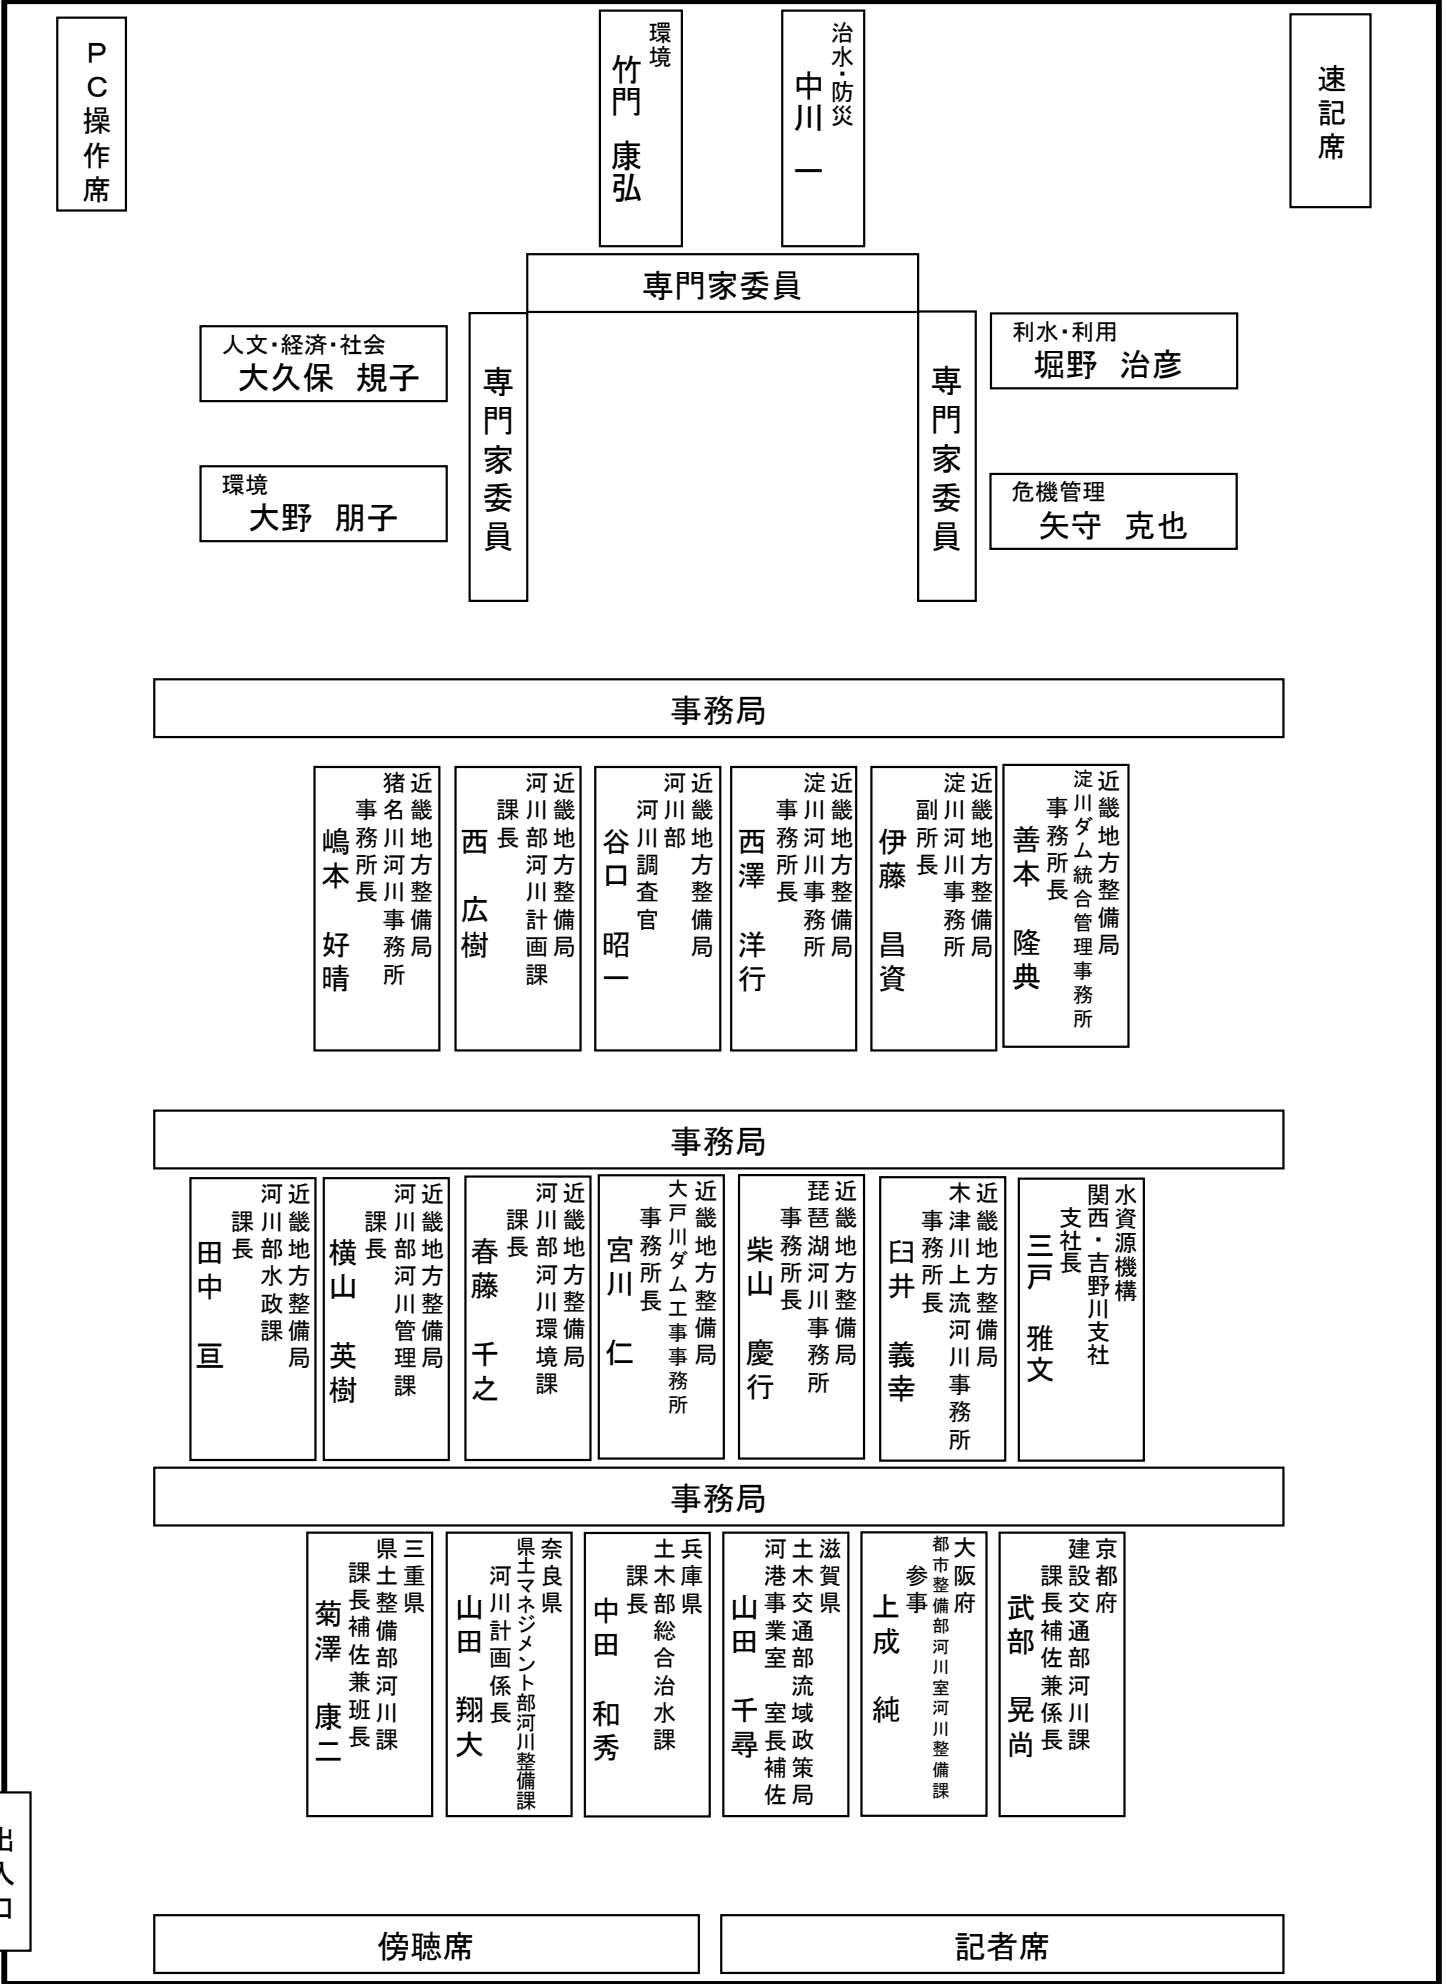 PC操作席
環境
竹門 康弘
治水・防災
中川 一
速記席
専門家委員
人文・経済・社会
大久保 規子
環境
大野 朋子
専門家委員
専門家委員
利水・利用
堀野 治彦
危機管理
矢守 克也
事務局
近畿地方整備局
猪名川河川事務所
事務所長
嶋本 好晴
近畿地方整備局
河川部河川計画課
課長
西 広樹
近畿地方整備局
河川部
河川調査官
谷口 昭一
近畿地方整備局
淀川河川事務所
事務所長
西澤 洋行
近畿地方整備局
淀川河川事務所
副所長
伊藤 昌資
近畿地方整備局
淀川ダム統合管理事務所
事務所長
善本 隆典
事務局
近畿地方整備局
河川部水政課
課長
田中 亘
近畿地方整備局
河川部河川管理課
課長
横山 英樹
近畿地方整備局
河川部河川環境課
課長
春藤 千之
近畿地方整備局
大戸川ダム工事事務所
事務所長
宮川 仁
近畿地方整備局
琵琶湖河川事務所
事務所長
柴山 慶行
近畿地方整備局
木津川上流河川事務所
事務所長
臼井 義幸
水資源機構
関西・吉野川支社
支社長
三戸 雅文
事務局
三重県
県土整備部河川課
課長補佐兼班長
菊澤 康二
奈良県
県土マネジメント部河川整備課
河川計画係長
山田 翔大
兵庫県
土木部総合治水課
課長
中田 和秀
滋賀県
土木交通部流域政策局
河港事業室 室長補佐
山田 千尋
大阪府
都市整備部河川室河川整備課
参事
上成 純
京都府
建設交通部河川課
課長補佐兼係長
武部 晃尚
出入口
傍聴席
記者席